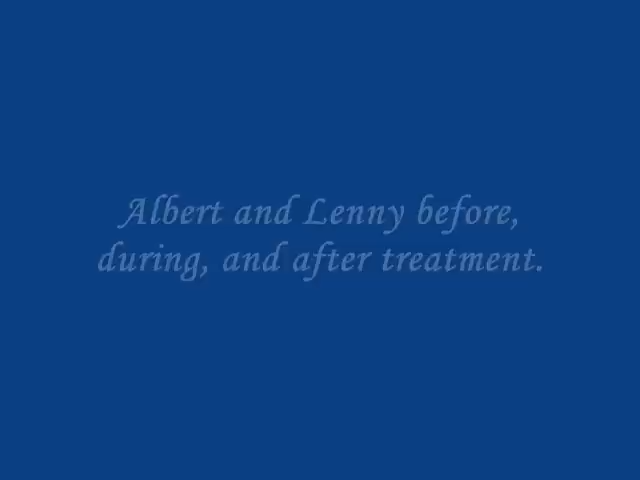 Albert and Lenny before,
during, and after treatment.